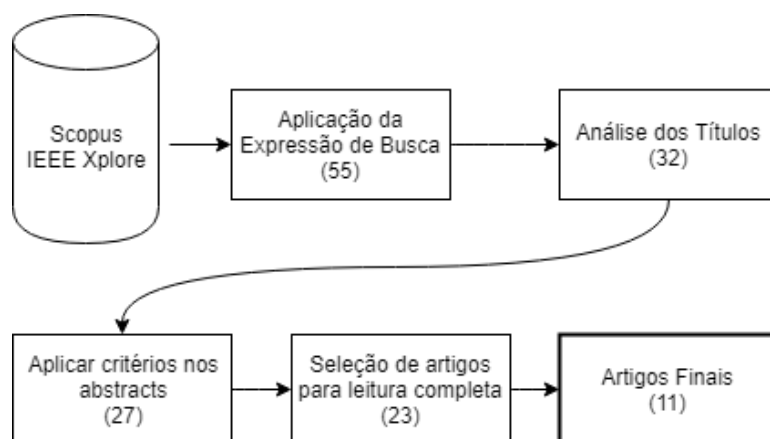 Scopus
IEEE Xplore
Aplicação da
Expressão de Busca
(55)
Análise dos Títulos
(32)
Aplicar critérios nos
abstracts
(27)
Seleção de artigos
para leitura completa
(23)
Artigos Finais
(11)